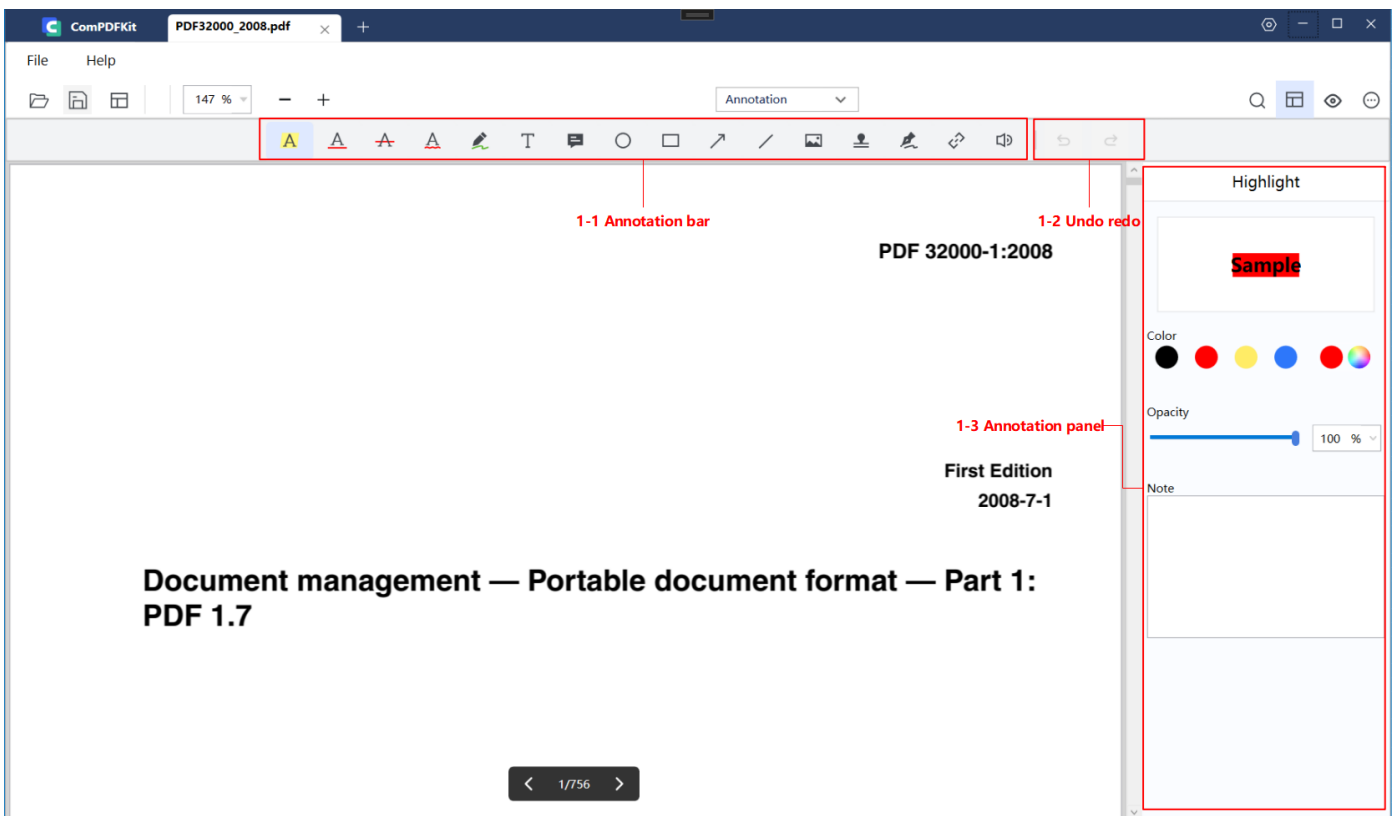 ComPDFKit PDF32000_2008.pdf
File Help
147 % Annotation
A A A A T
1-1 Annotation bar
1-2 Undo redo
PDF 32000-1:2008
1-3 Annotation panel
First Edition
2008-7-1
Document management — Portable document format — Part 1:
PDF 1.7
1/756
Highlight
Sample
Color
Opacity
100 %
Note